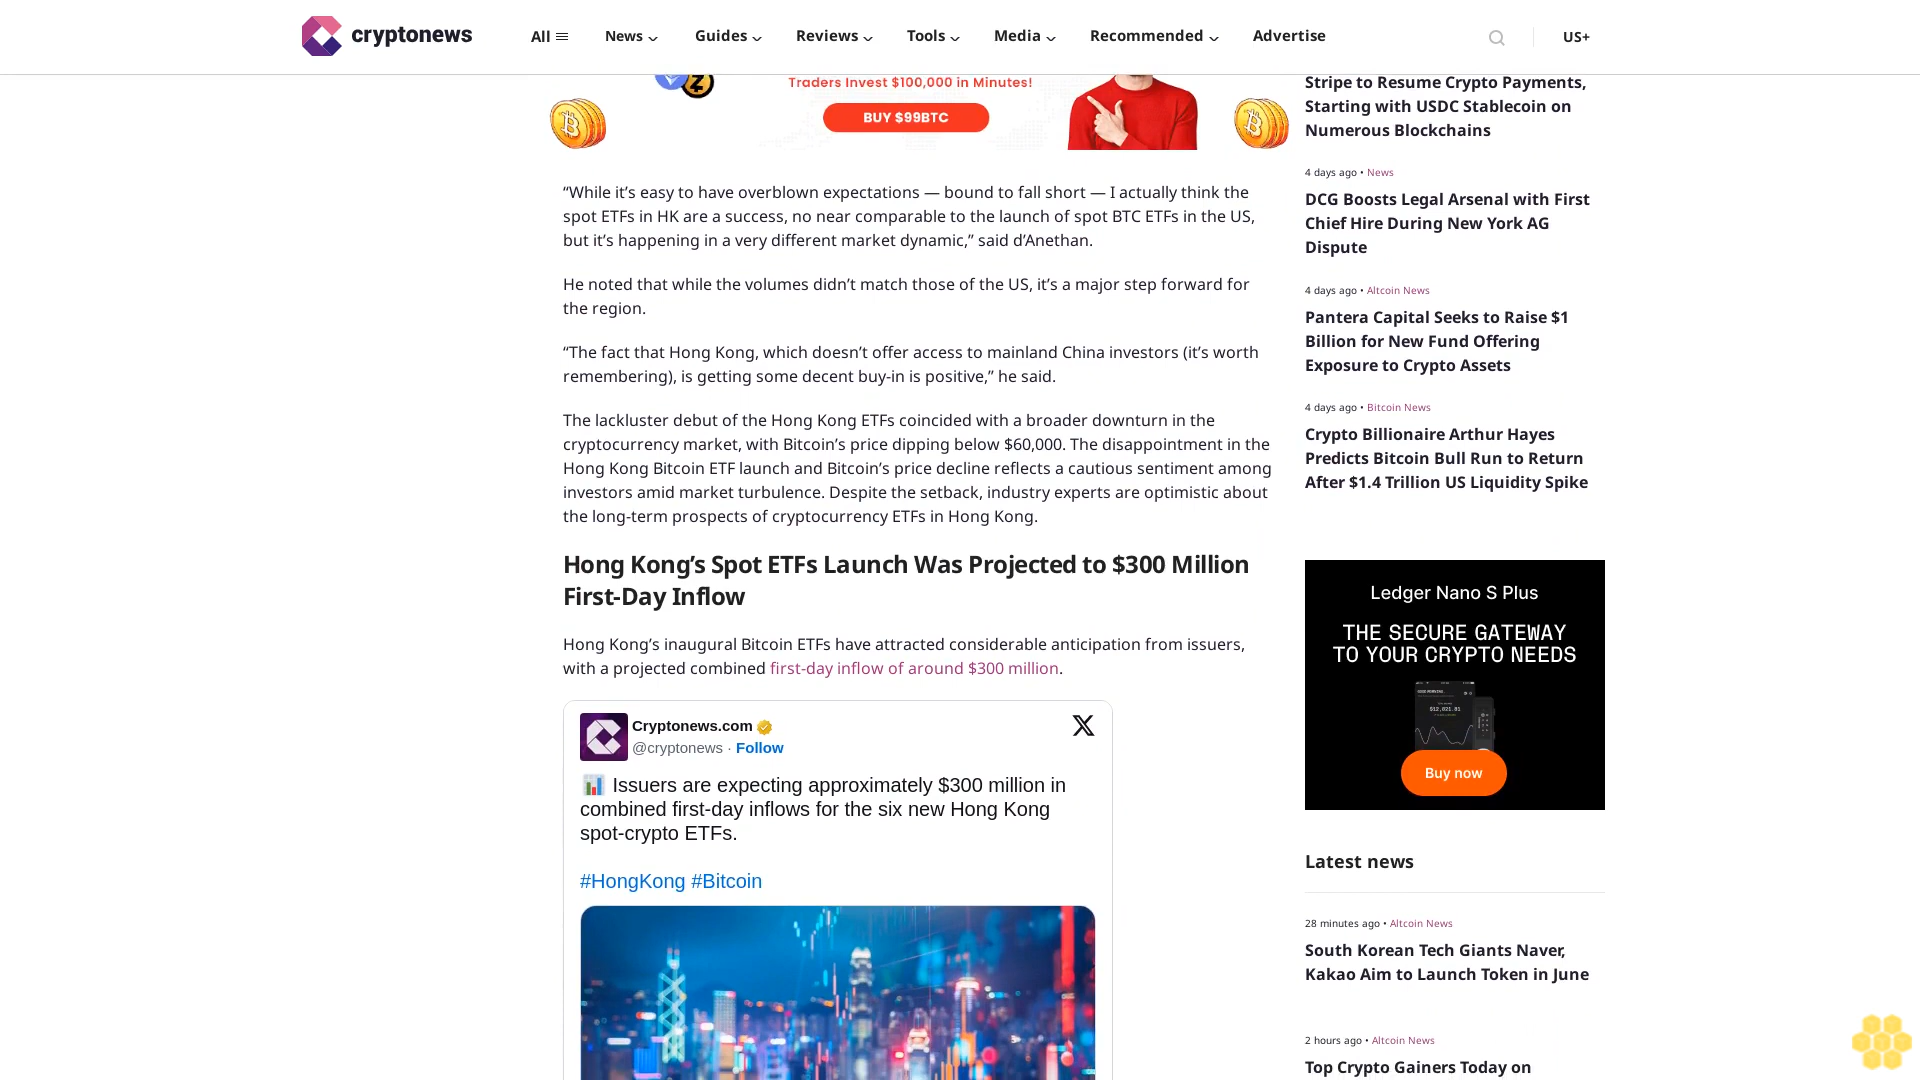 cryptonews
All
News
Guides
Reviews
Tools
Media
Recommended
Advertise
US+
Traders Invest $100,000 in Minutes!
BUY $99BTC
“While it’s easy to have overblown expectations — bound to fall short — I actually think the
spot ETFs in HK are a success, no near comparable to the launch of spot BTC ETFs in the US,
but it’s happening in a very different market dynamic,” said d’Anethan.
He noted that while the volumes didn’t match those of the US, it’s a major step forward for
the region.
“The fact that Hong Kong, which doesn’t offer access to mainland China investors (it’s worth
remembering), is getting some decent buy-in is positive,” he said.
The lackluster debut of the Hong Kong ETFs coincided with a broader downturn in the
cryptocurrency market, with Bitcoin’s price dipping below $60,000. The disappointment in the
Hong Kong Bitcoin ETF launch and Bitcoin’s price decline reflects a cautious sentiment among
investors amid market turbulence. Despite the setback, industry experts are optimistic about
the long-term prospects of cryptocurrency ETFs in Hong Kong.
Hong Kong’s Spot ETFs Launch Was Projected to $300 Million
First-Day Inflow
Hong Kong’s inaugural Bitcoin ETFs have attracted considerable anticipation from issuers,
with a projected combined first-day inflow of around $300 million.
Cryptonews.com
@cryptonews · Follow
📊 Issuers are expecting approximately $300 million in
combined first-day inflows for the six new Hong Kong
spot-crypto ETFs.
#HongKong #Bitcoin
Stripe to Resume Crypto Payments,
Starting with USDC Stablecoin on
Numerous Blockchains
4 days ago • News
DCG Boosts Legal Arsenal with First
Chief Hire During New York AG
Dispute
4 days ago • Altcoin News
Pantera Capital Seeks to Raise $1
Billion for New Fund Offering
Exposure to Crypto Assets
4 days ago • Bitcoin News
Crypto Billionaire Arthur Hayes
Predicts Bitcoin Bull Run to Return
After $1.4 Trillion US Liquidity Spike
Ledger Nano S Plus
THE SECURE GATEWAY
TO YOUR CRYPTO NEEDS
$12,821.81
Buy now
Latest news
28 minutes ago • Altcoin News
South Korean Tech Giants Naver,
Kakao Aim to Launch Token in June
2 hours ago • Altcoin News
Top Crypto Gainers Today on